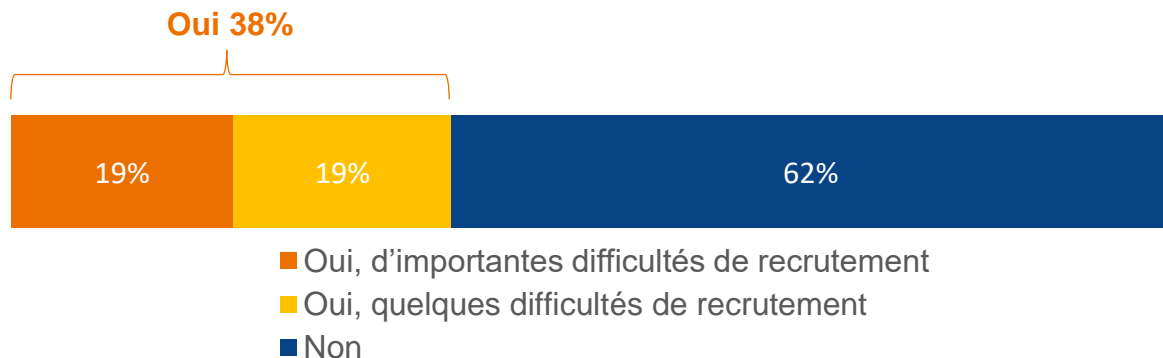 Oui 38%
19%
19%
62%
Oui, d’importantes difficultés de recrutement
Oui, quelques difficultés de recrutement
Non